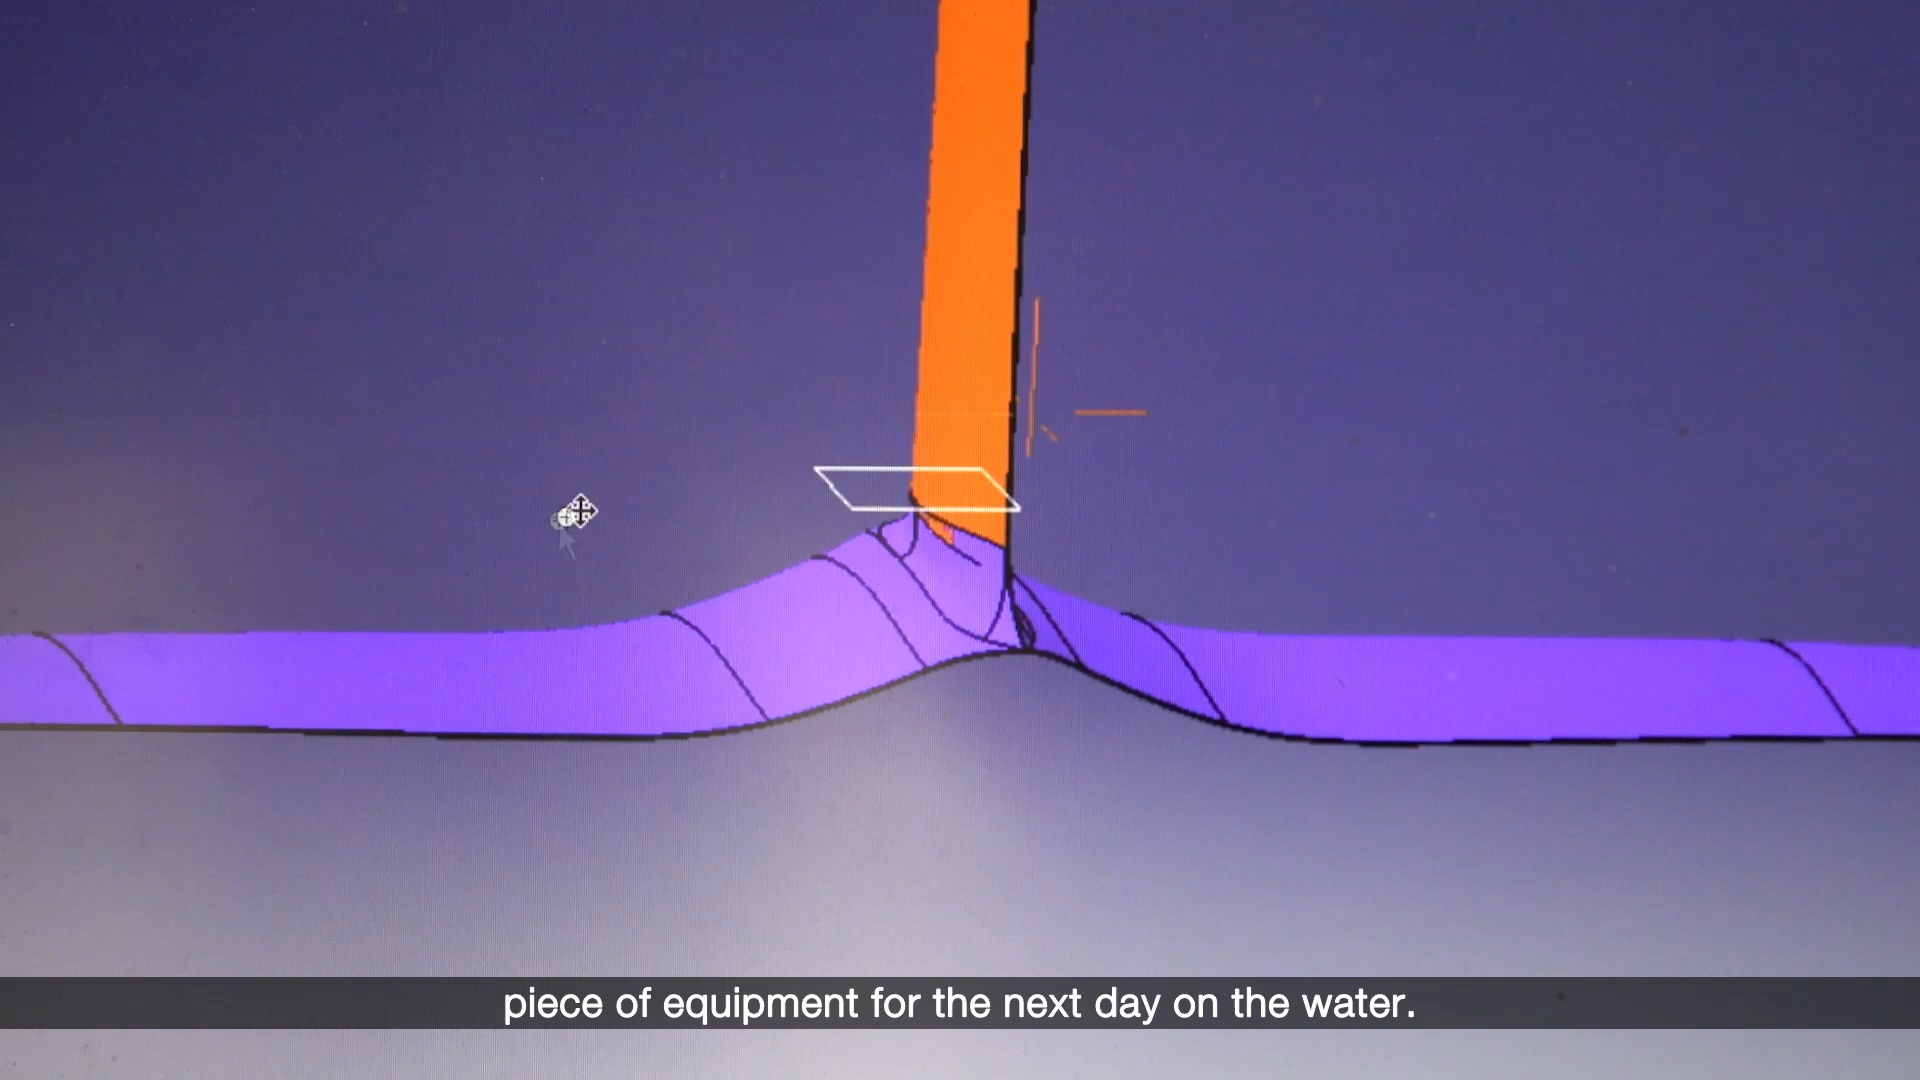 piece of equipment for the next day on the water.